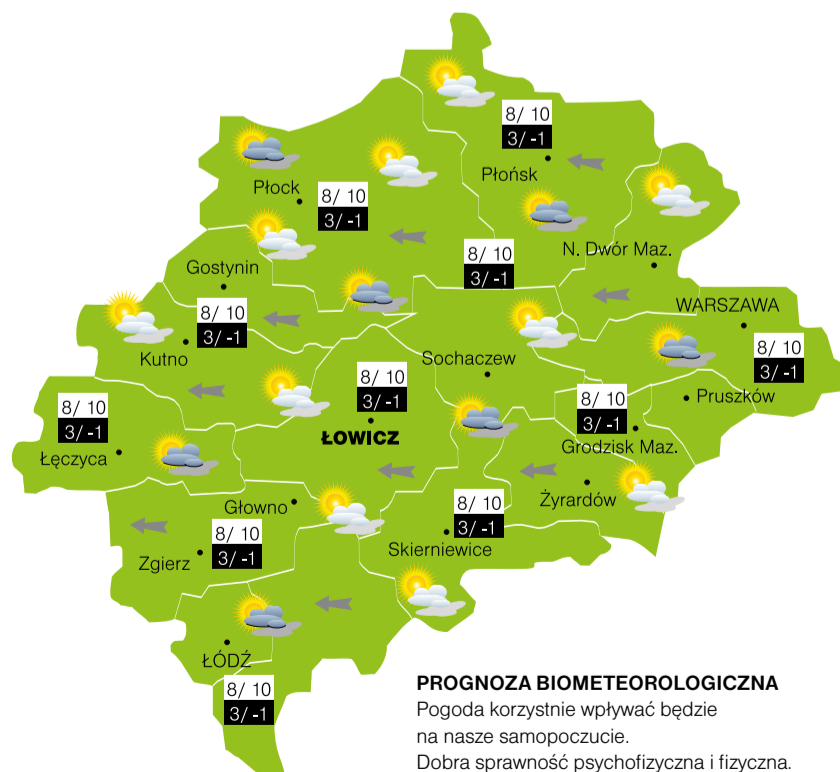 8/ 10
3/ -1
Płońsk
Płock
8/ 10
3/ -1
N. Dwór Maz.
8/ 10
3/ -1
Gostynin
WARSZAWA
8/ 10
3/ -1
Kutno
8/ 10
3/ -1
Sochaczew
8/ 10
3/ -1
Pruszków
8/ 10
3/ -1
ŁOWICZ
8/ 10
3/ -1
Grodzisk Maz.
8/ 10
3/ -1
Łęczyca
Żyrardów
Głowno
8/ 10
3/ -1
Skierniewice
8/ 10
3/ -1
Zgierz
ŁÓDŹ
8/ 10
3/ -1
PROGNOZA BIOMETEOROLOGICZNA
Pogoda korzystnie wpływać będzie
na nasze samopoczucie.
Dobra sprawność psychofizyczna i fizyczna.